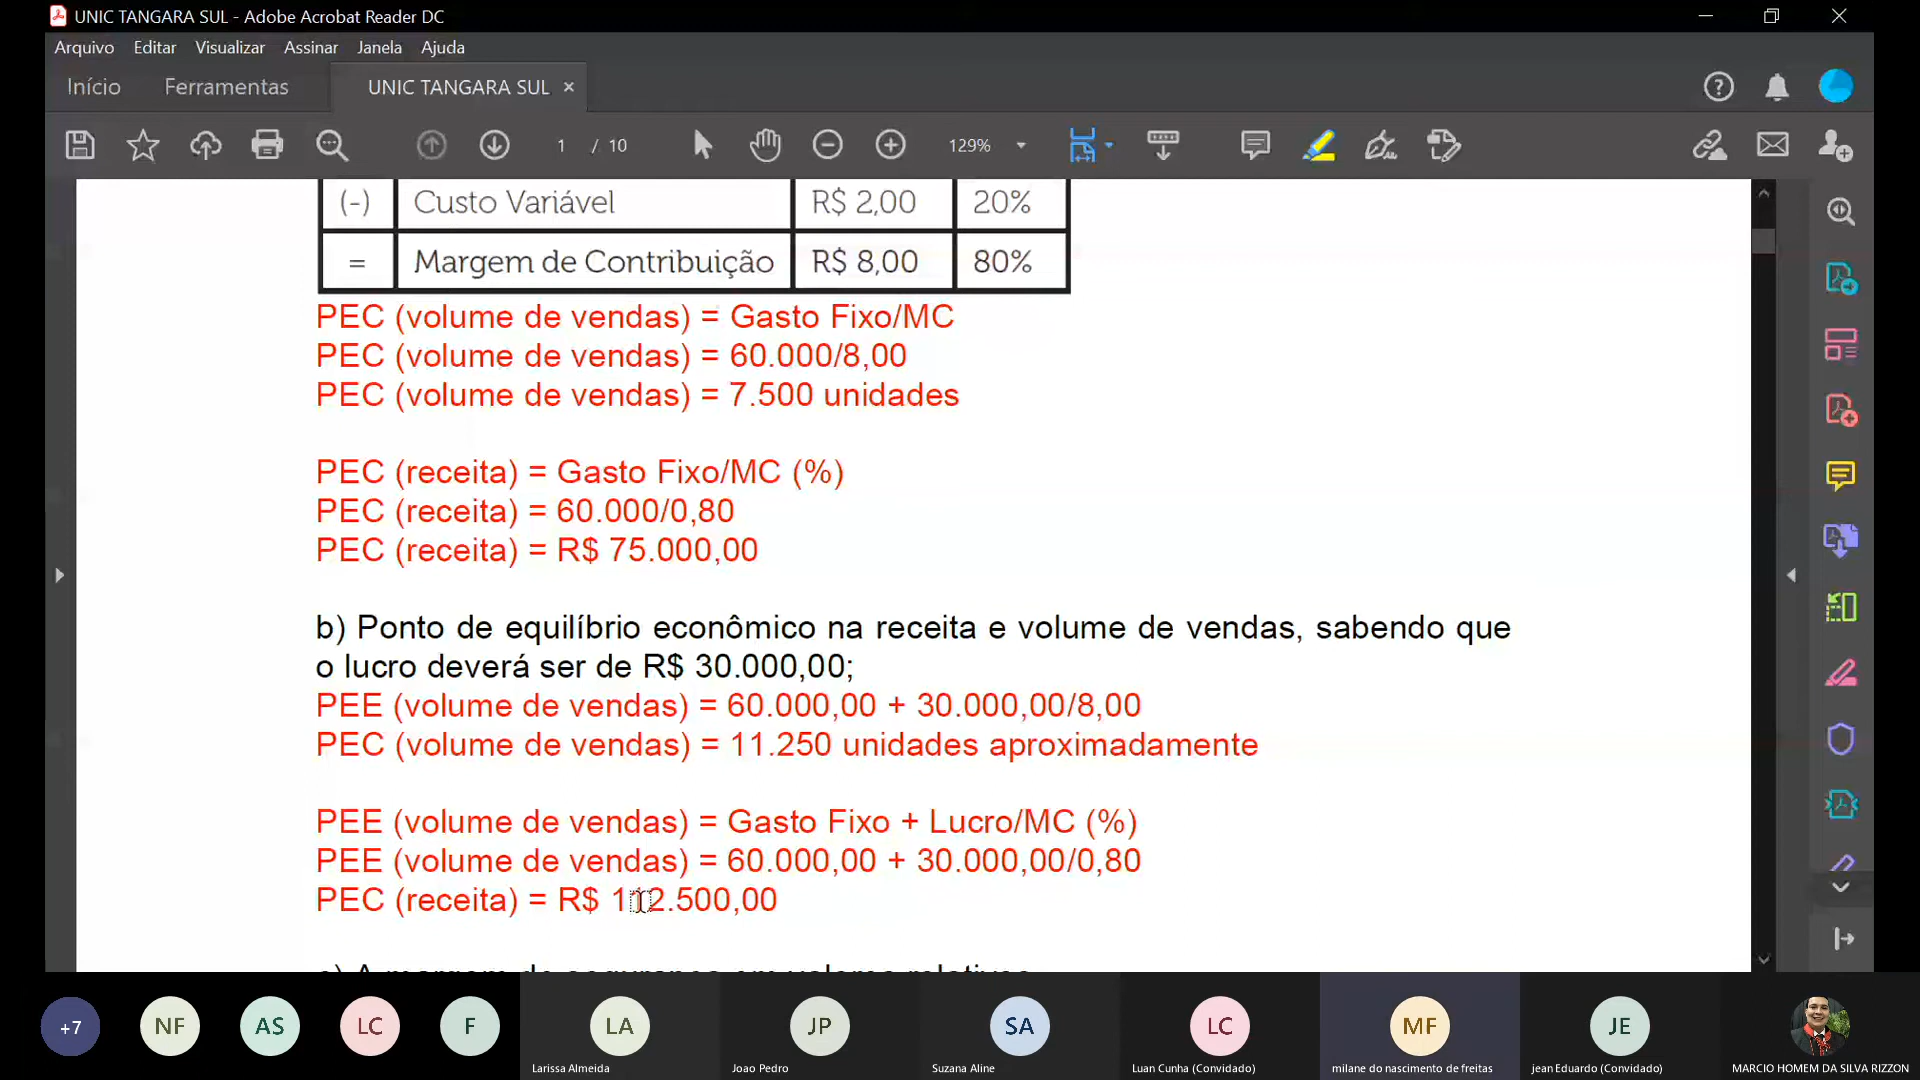 UNIC TANGARA SUL - Adobe Acrobat Reader DC
Arquivo Editar Visualizar Assinar Janela Ajuda
Início Ferramentas UNIC TANGARA SUL ×
1 / 10 129%
(-) Custo Variável R$ 2,00 20%
= Margem de Contribuição R$ 8,00 80%
PEC (volume de vendas) = Gasto Fixo/MC
PEC (volume de vendas) = 60.000/8,00
PEC (volume de vendas) = 7.500 unidades
PEC (receita) = Gasto Fixo/MC (%)
PEC (receita) = 60.000/0,80
PEC (receita) = R$ 75.000,00
b) Ponto de equilíbrio econômico na receita e volume de vendas, sabendo que
o lucro deverá ser de R$ 30.000,00;
PEE (volume de vendas) = 60.000,00 + 30.000,00/8,00
PEC (volume de vendas) = 11.250 unidades aproximadamente
PEE (volume de vendas) = Gasto Fixo + Lucro/MC (%)
PEE (volume de vendas) = 60.000,00 + 30.000,00/0,80
PEC (receita) = R$ 112.500,00
+7 NF AS LC F LA JP SA LC MF JE
Larissa Almeida Joao Pedro Suzana Aline Luan Cunha (Convidado) milane do nascimento de freitas jean Eduardo (Convidado) MARCIO HOMEM DA SILVA RIZZON